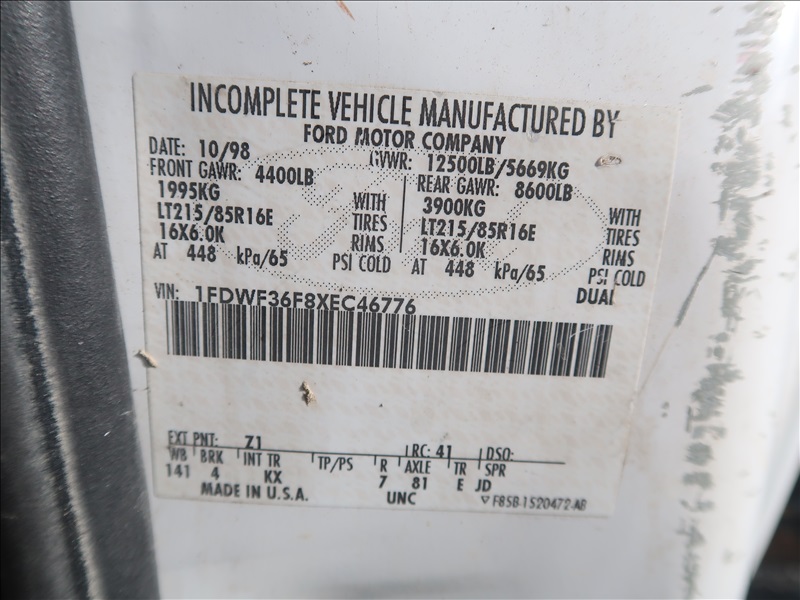 INCOMPLETE VEHICLE MANUFACTURED BY
FORD MOTOR COMPANY
DATE: 10/98 GVWR: 12500LB/5669KG
FRONT GAWR: 4400LB REAR GAWR: 8600LB
1995KG WITH 3900KG WITH
LT215/85R16E TIRES LT215/85R16E TIRES
16X6.0K RIMS 16X6.0K RIMS
AT 448 kPa/65 PSI COLD AT 448 kPa/65 PSI COLD
DUAL
VIN: 1FDWF36F8XEC46776
EXT PNT: Z1 RC: 41 DSO:
WB BRK INT TR TP/PS R AXLE TR SPR
141 4 KX 7 81 E JD
MADE IN U.S.A. UNC F85B-1520472-AB